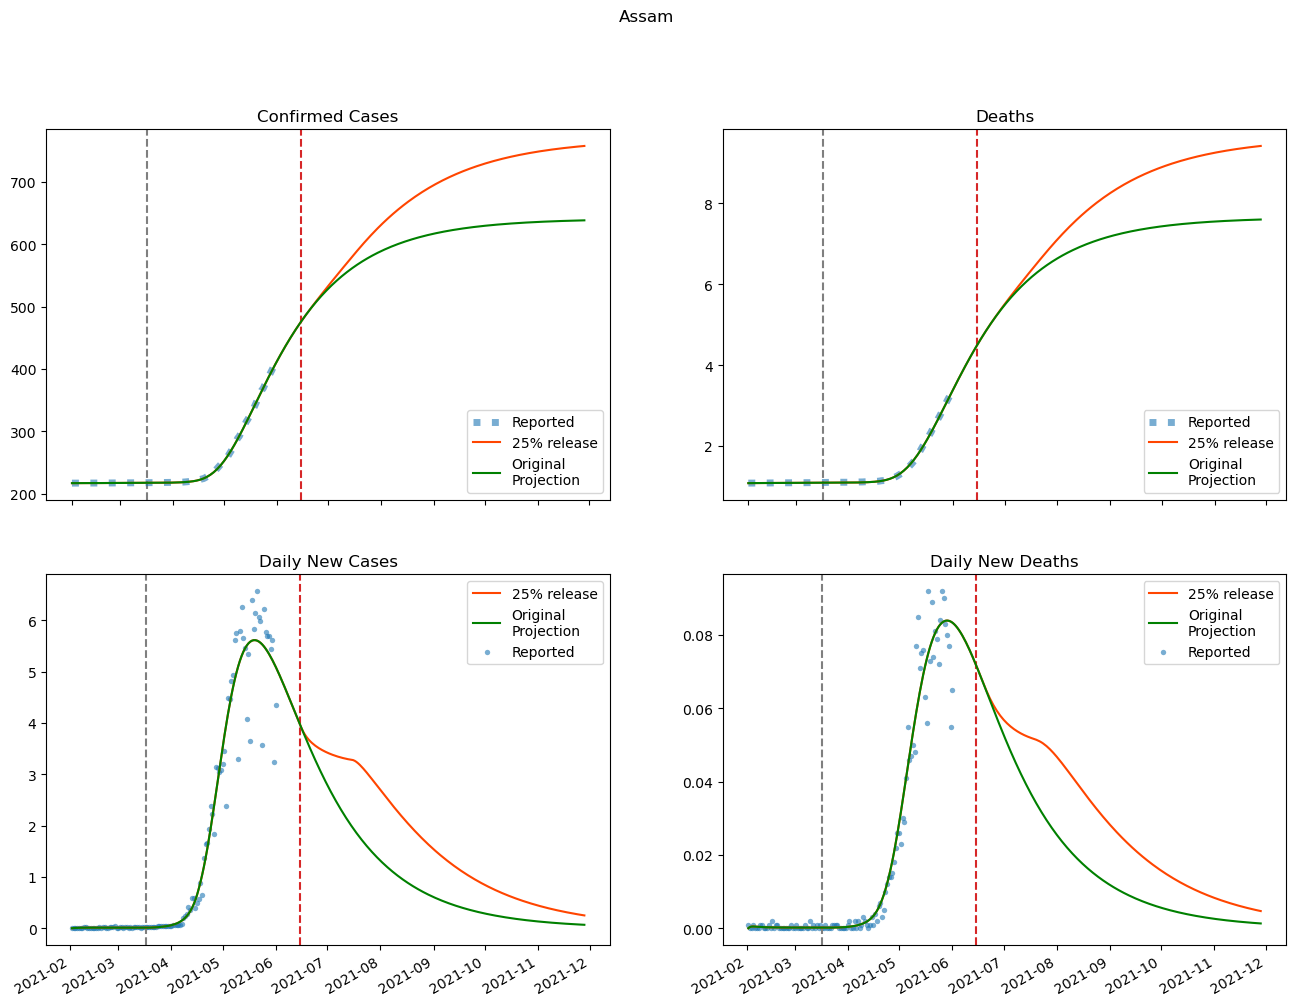 Assam
Confirmed Cases
700
600
500
400
300
200
Reported
25% release
Original
Projection
Deaths
8
6
4
2
Reported
25% release
Original
Projection
Daily New Cases
6
5
4
3
2
1
0
25% release
Original
Projection
Reported
2021-02
2021-03
2021-04
2021-05
2021-06
2021-07
2021-08
2021-09
2021-10
2021-11
2021-12
Daily New Deaths
0.08
0.06
0.04
0.02
0.00
25% release
Original
Projection
Reported
2021-02
2021-03
2021-04
2021-05
2021-06
2021-07
2021-08
2021-09
2021-10
2021-11
2021-12